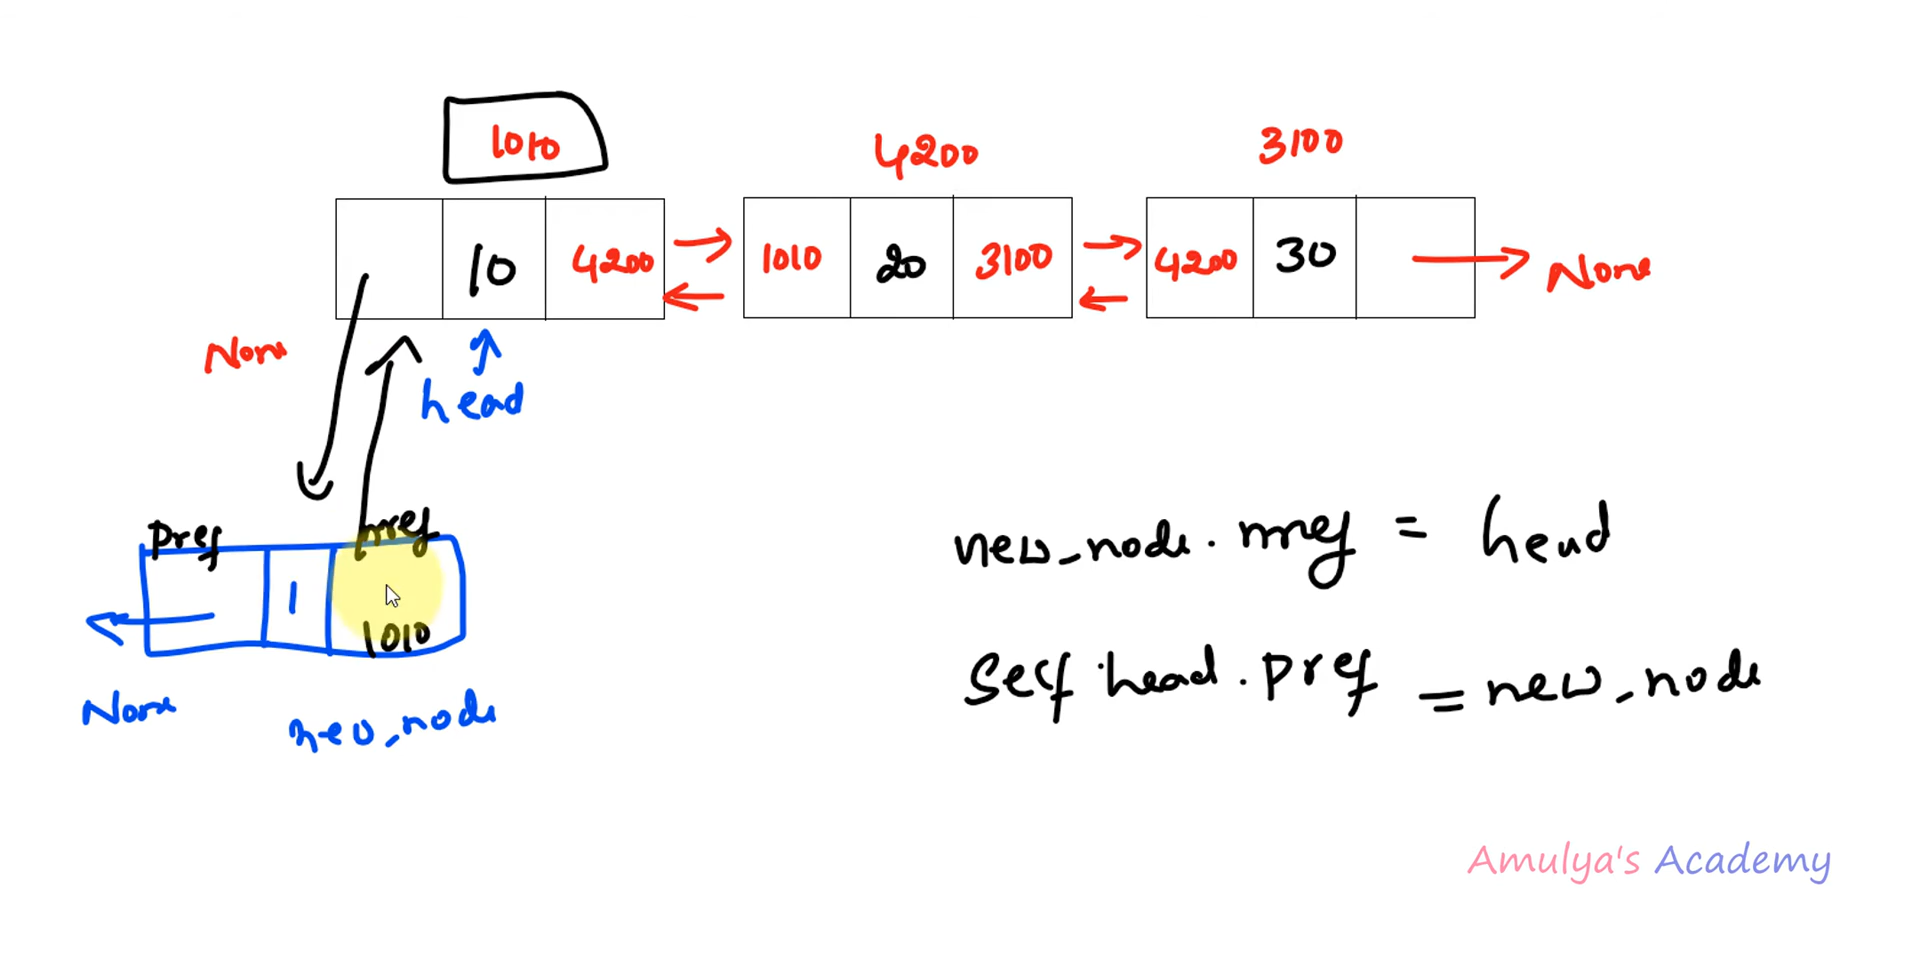 1010 4200 3100
10 4200 1010 20 3100 4200 30 None
None
head
pref nref
1
1010
None new_node
new_node.nref = head
Self.head.pref = new_node
Amulya's Academy